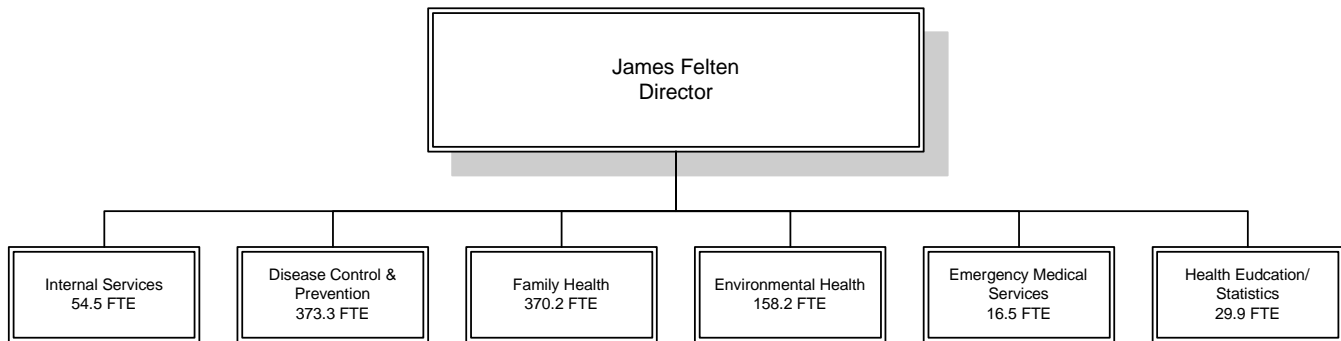 James Felten
Director
Internal Services
54.5 FTE
Disease Control &
Prevention
373.3 FTE
Family Health
370.2 FTE
Environmental Health
158.2 FTE
Emergency Medical
Services
16.5 FTE
Health Eudcation/
Statistics
29.9 FTE